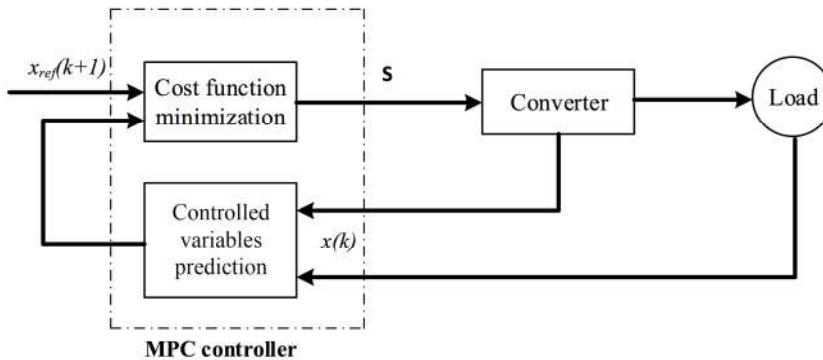 x_ref(k+1)
Cost function
minimization
S
Converter
Load
Controlled
variables
prediction
x(k)
MPC controller